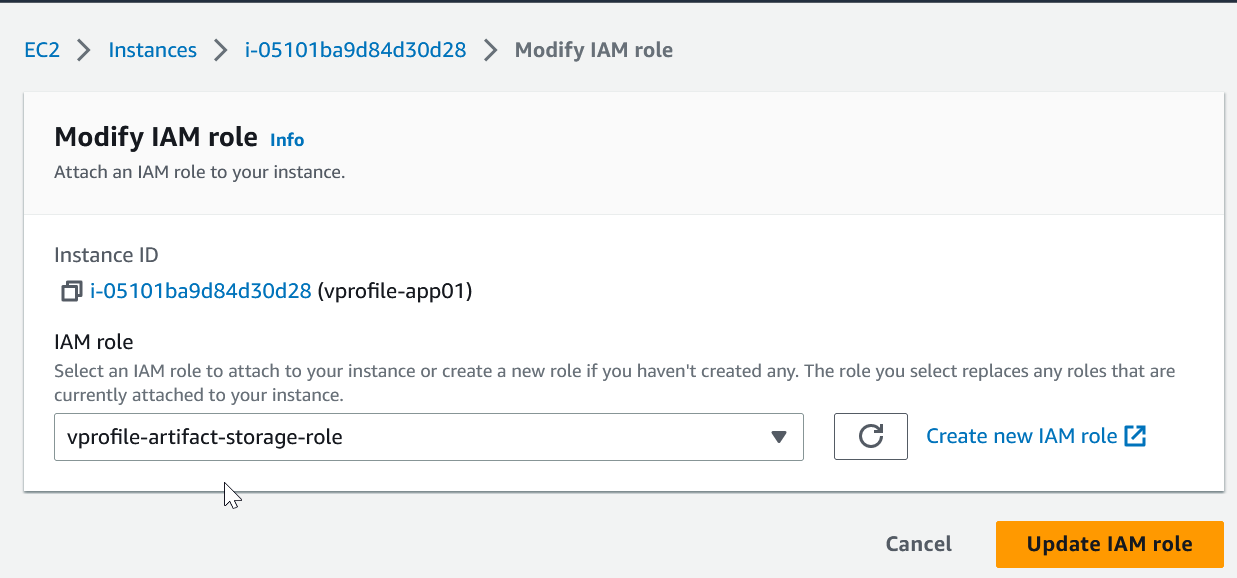 EC2 > Instances > i-05101ba9d84d30d28 > Modify IAM role
Modify IAM role Info
Attach an IAM role to your instance.
Instance ID
i-05101ba9d84d30d28 (vprofile-app01)
IAM role
Select an IAM role to attach to your instance or create a new role if you haven't created any. The role you select replaces any roles that are
currently attached to your instance.
vprofile-artifact-storage-role
Create new IAM role
Cancel
Update IAM role